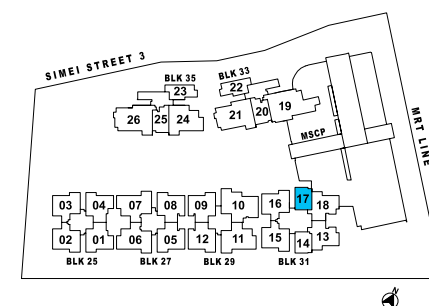 SIMEI STREET 3
BLK 35
BLK 33
23
22
26 25 24
21 20 19
MSCP
MRT LINE
03 04 07 08 09 10 16 17 18
02 01 06 05 12 11 15 14 13
BLK 25 BLK 27 BLK 29 BLK 31
N